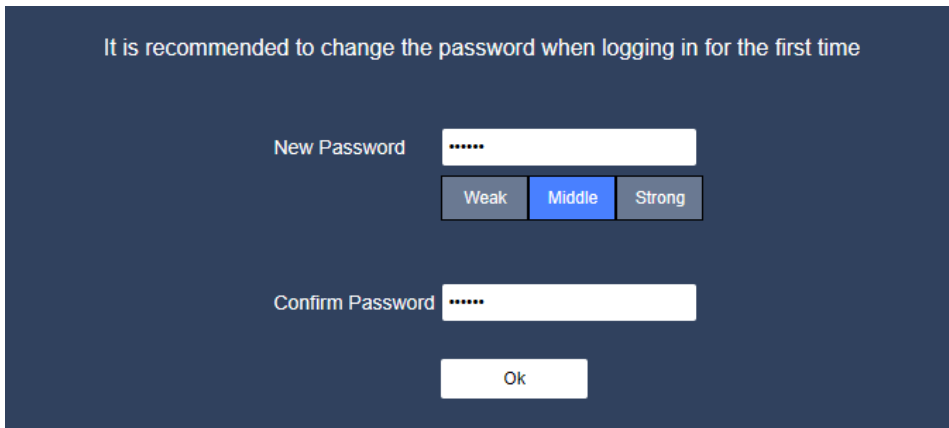 It is recommended to change the password when logging in for the first time
New Password ••••••
Weak Middle Strong
Confirm Password ••••••
Ok